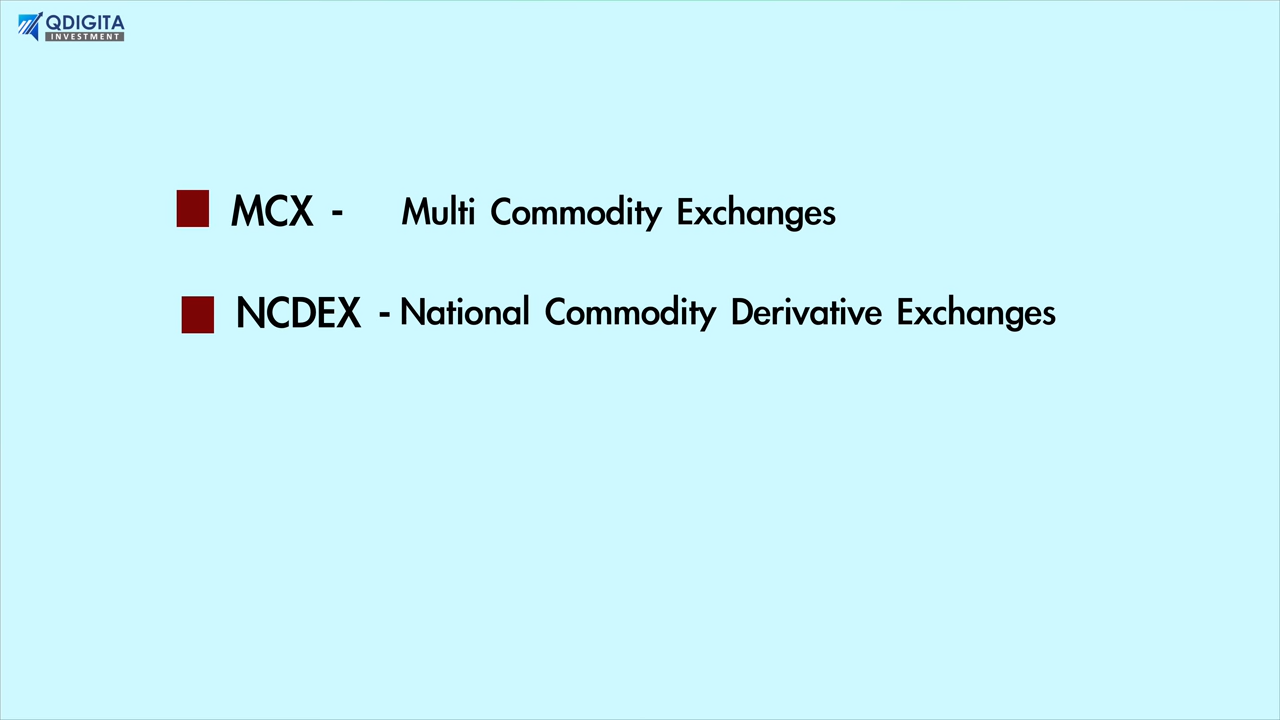 QDIGITA
INVESTMENT
MCX - Multi Commodity Exchanges
NCDEX - National Commodity Derivative Exchanges